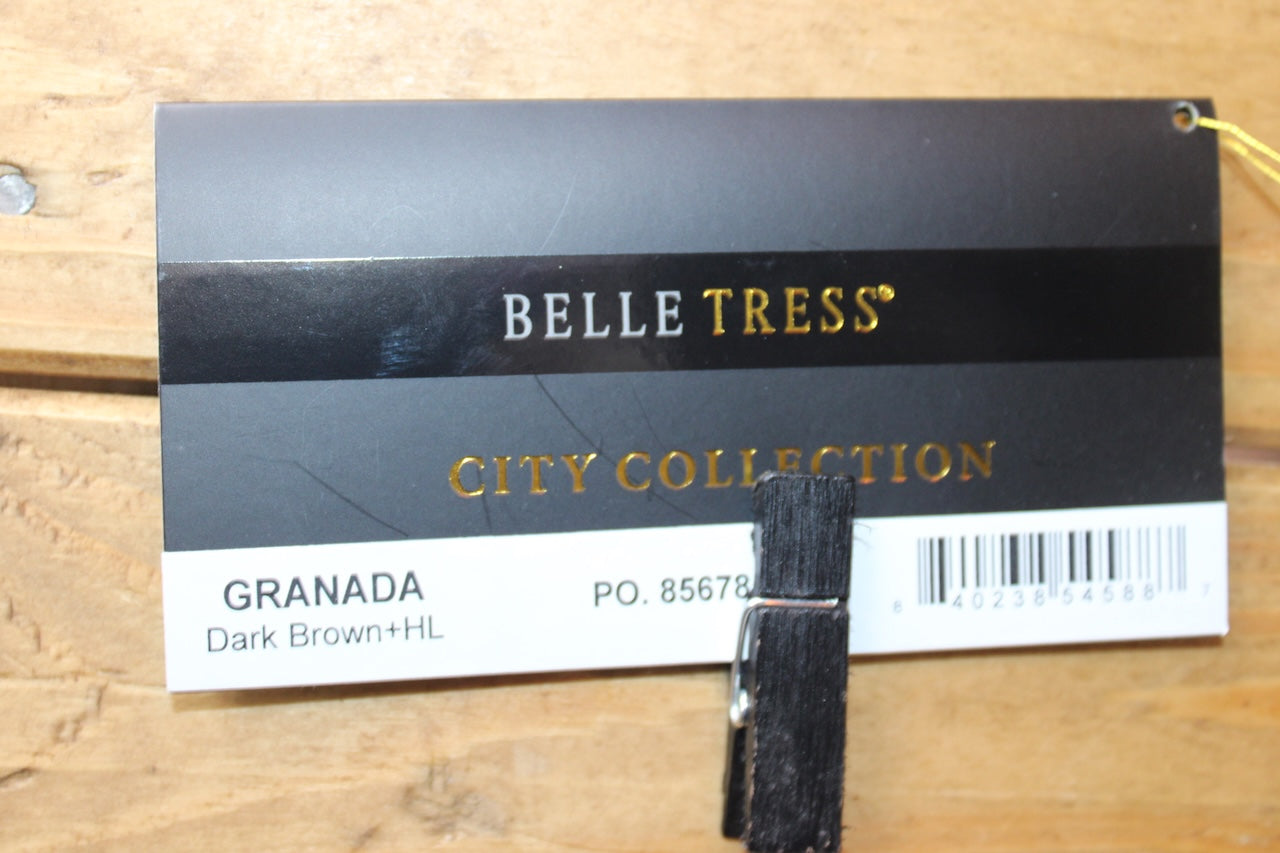 BELLE TRESS®
CITY COLLECTION
GRANADA
Dark Brown+HL
PO. 85678
8 40238 54588 7